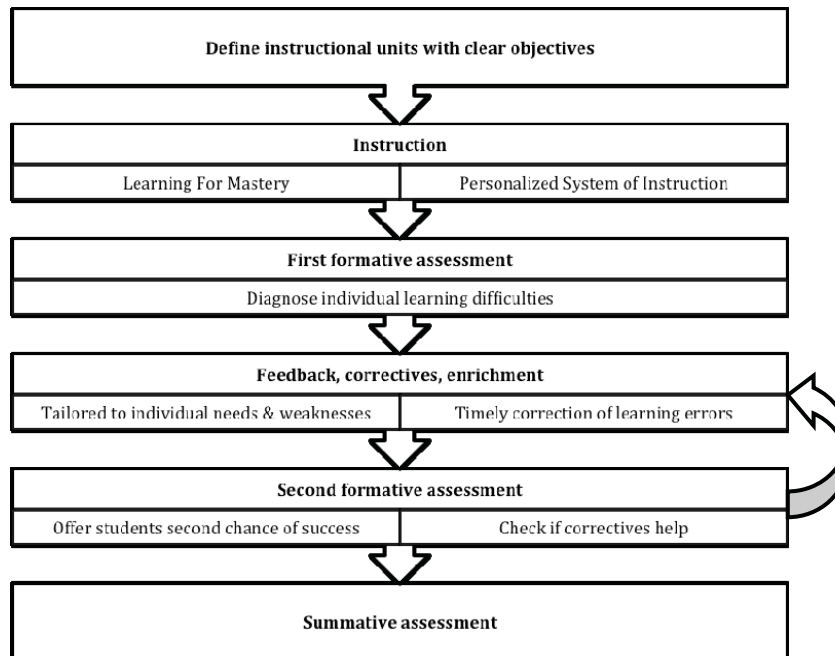 Define instructional units with clear objectives
Instruction
Learning For Mastery
Personalized System of Instruction
First formative assessment
Diagnose individual learning difficulties
Feedback, correctives, enrichment
Tailored to individual needs & weaknesses
Timely correction of learning errors
Second formative assessment
Offer students second chance of success
Check if correctives help
Summative assessment